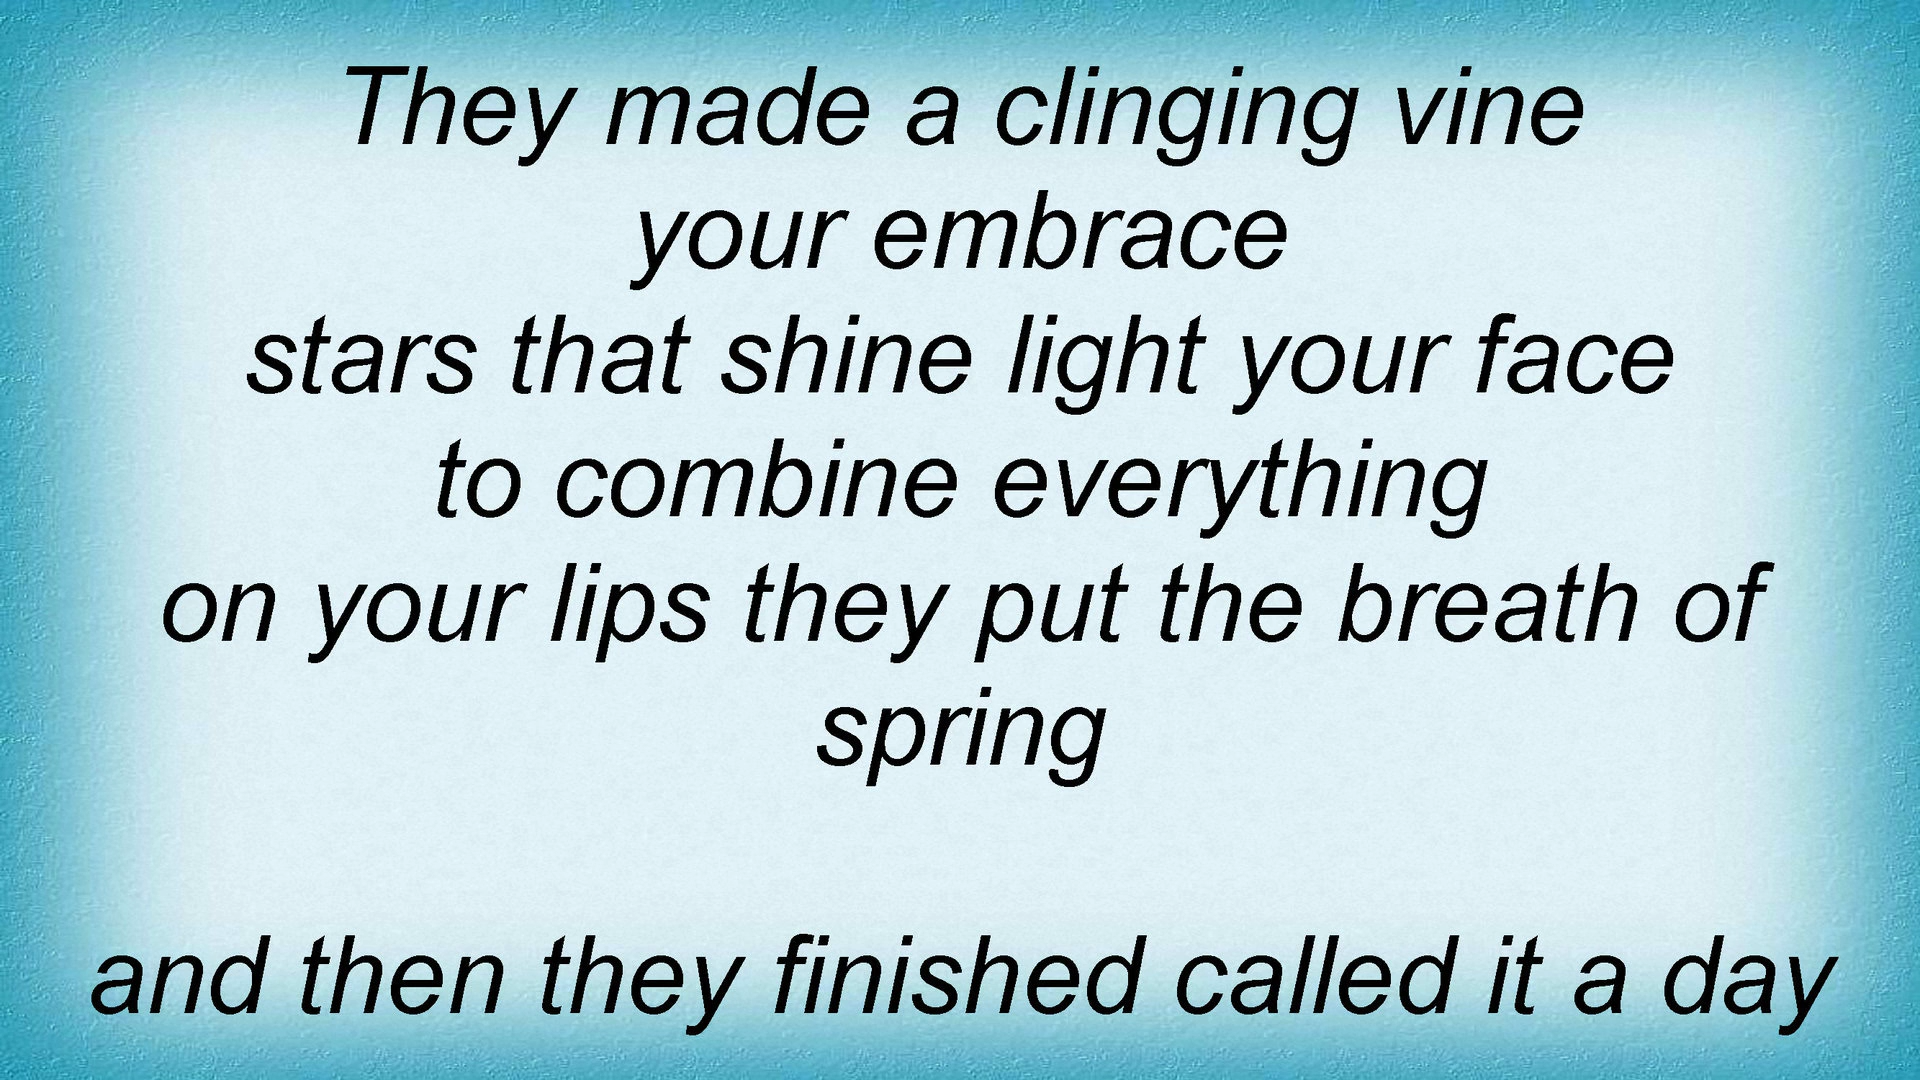 They made a clinging vine
your embrace
stars that shine light your face
to combine everything
on your lips they put the breath of
spring
and then they finished called it a day